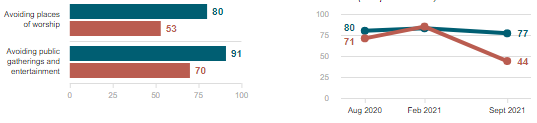 Avoiding places
of worship
80
53
Avoiding public
gatherings and
entertainment
91
70
0 25 50 75 100
100
75
50
25
0
80
71
77
44
Aug 2020 Feb 2021 Sept 2021